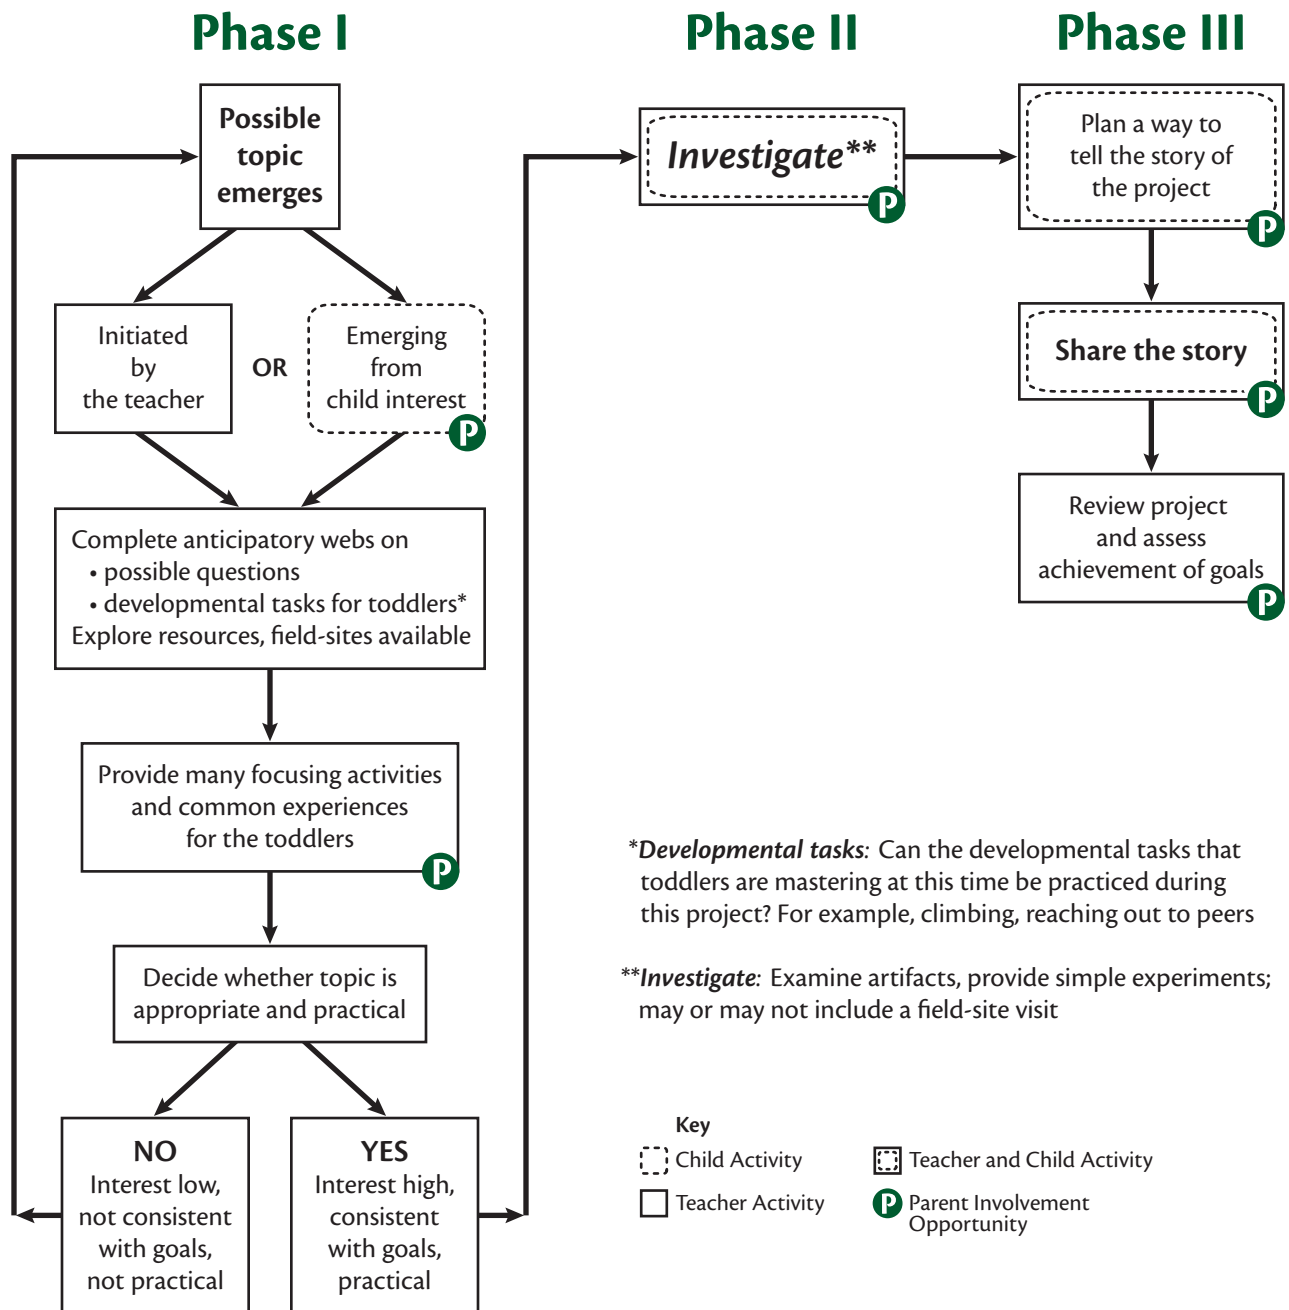 Phase I
Possible
topic
emerges
Initiated
by
the teacher
OR
Emerging
from
child interest
P
Complete anticipatory webs on
• possible questions
• developmental tasks for toddlers*
Explore resources, field-sites available
Provide many focusing activities
and common experiences
for the toddlers
P
Decide whether topic is
appropriate and practical
NO
Interest low,
not consistent
with goals,
not practical
YES
Interest high,
consistent
with goals,
practical
Phase II
Investigate**
P
Phase III
Plan a way to
tell the story of
the project
P
Share the story
P
Review project
and assess
achievement of goals
P
*Developmental tasks: Can the developmental tasks that
toddlers are mastering at this time be practiced during
this project? For example, climbing, reaching out to peers
**Investigate: Examine artifacts, provide simple experiments;
may or may not include a field-site visit
Key
Child Activity
Teacher and Child Activity
Teacher Activity
P Parent Involvement
Opportunity